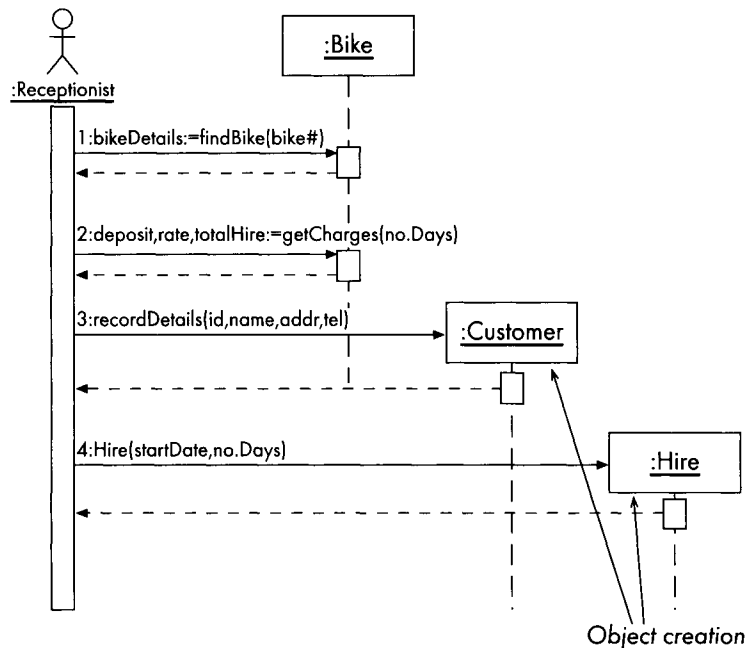 :Bike
:Receptionist
1:bikeDetails:=findBike(bike#)
2:deposit,rate,totalHire:=getCharges(no.Days)
3:recordDetails(id,name,addr,tel)
:Customer
4:Hire(startDate,no.Days)
:Hire
Object creation